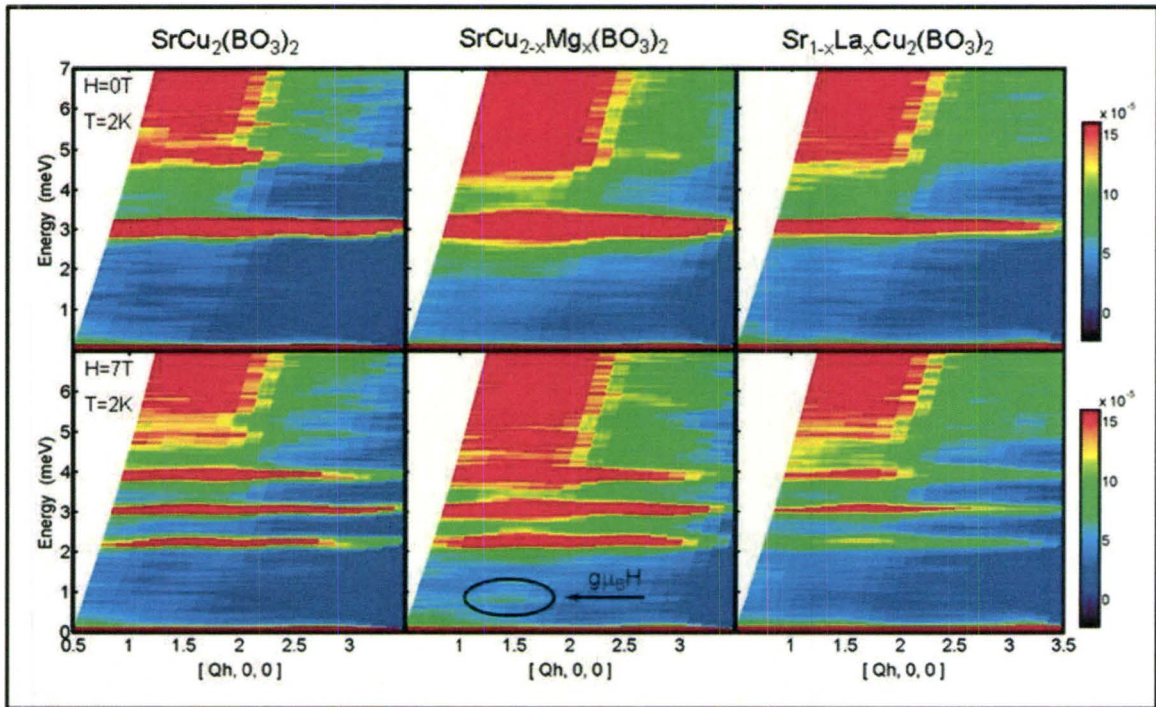 SrCu₂(BO₃)₂
SrCu₂₋ₓMgₓ(BO₃)₂
Sr₁₋ₓLaₓCu₂(BO₃)₂
7
6
5
4
3
2
1
Energy (meV)
H=0T
T=2K
x 10⁻⁵
15
10
5
0
6
5
4
3
2
1
0
Energy (meV)
H=7T
T=2K
gμBH
x 10⁻⁵
15
10
5
0
0.5 1 1.5 2 2.5 3
1 1.5 2 2.5 3
1 1.5 2 2.5 3 3.5
[ Qh, 0, 0 ]
[ Qh, 0, 0 ]
[ Qh, 0, 0 ]